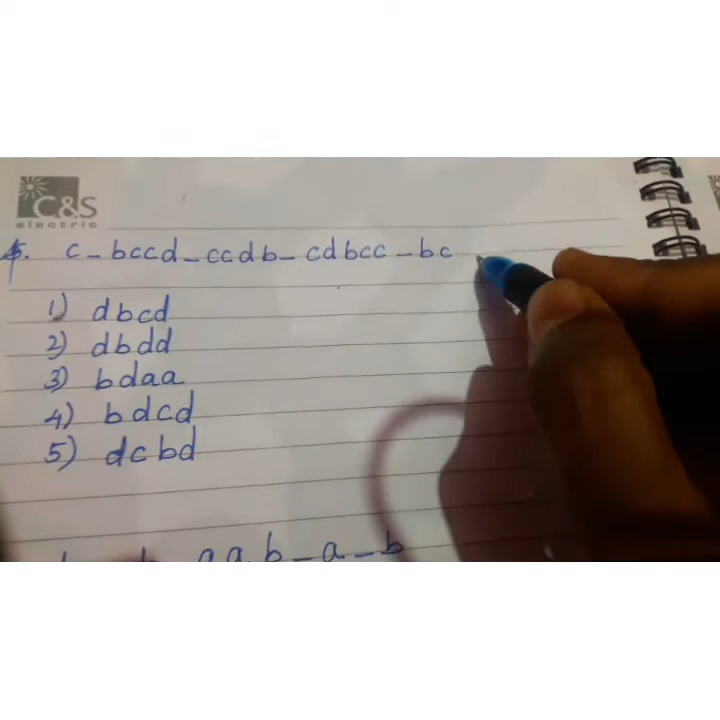 C&S
electric
5. c_bccd_ccdb_cdbcc_bc
1) dbcd
2) dbdd
3) bdaa
4) bdcd
5) dcbd
aab_a_b